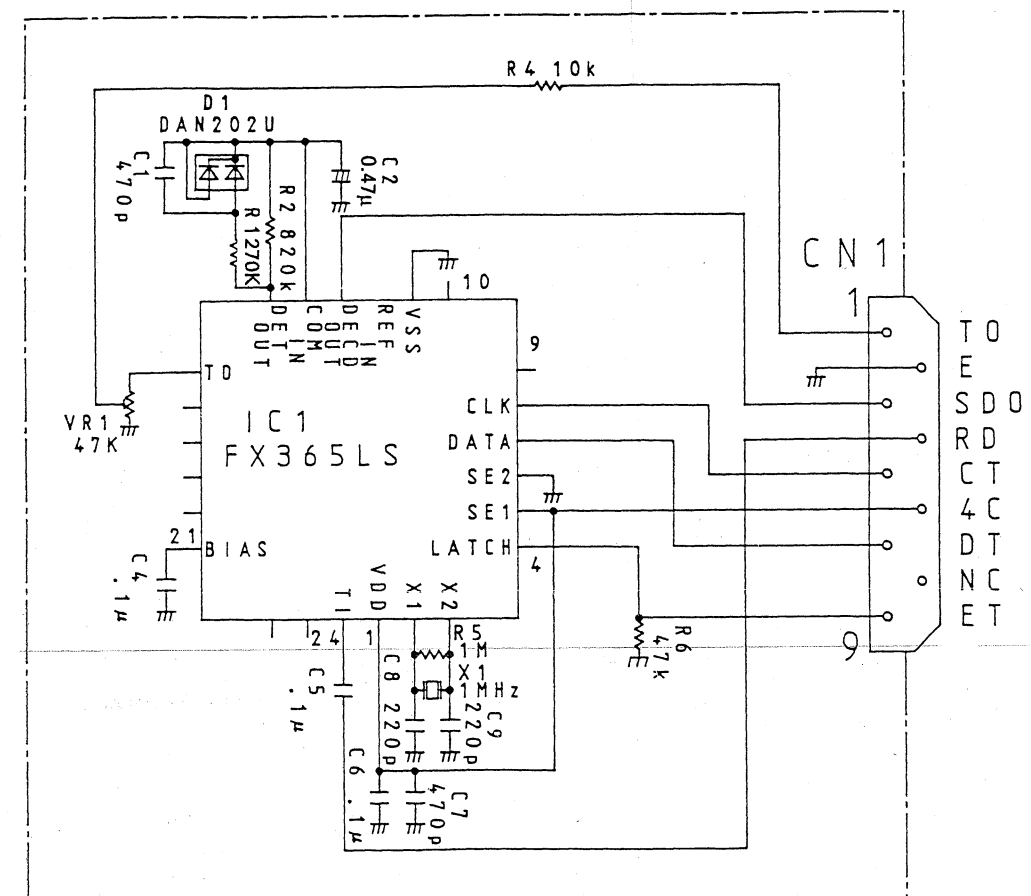 R4 10k
D1
DAN202U
C1
470p
C2
0.47µ
R2 820k
R1 270K
CN1
1
10
DET OUT
DET IN
COM
DECD OUT
REF IN
VSS
9
TO
E
SDO
RD
CT
4C
DT
NC
ET
9
TD
VR1
47K
IC1
FX365LS
CLK
DATA
SE2
SE1
LATCH
4
21
BIAS
C4
.1µ
TI
VDD
X1
X2
24
1
R5
1M
X1
1MHz
R6
47k
C5
.1µ
C8
220p
C9
220p
C6
.1µ
C7
470p